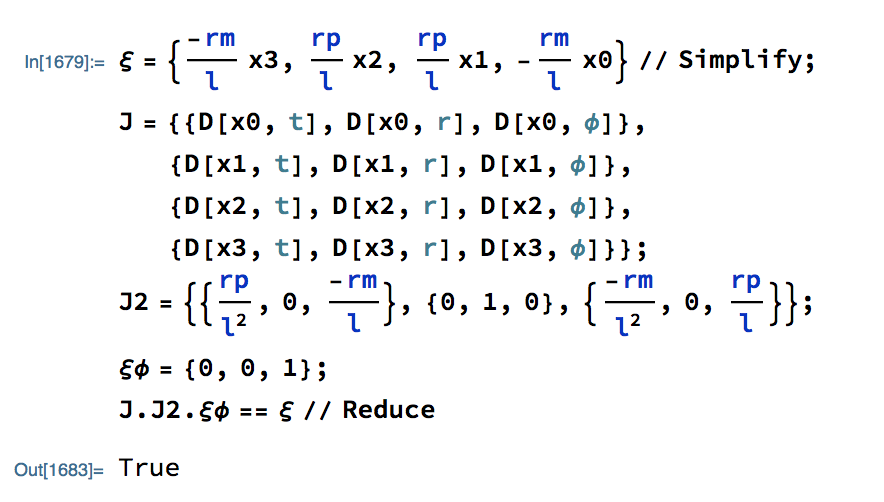 In[1679]:= ξ = {-rm/l x3, rp/l x2, rp/l x1, - rm/l x0} // Simplify;
J = {{D[x0, t], D[x0, r], D[x0, ϕ]},
{D[x1, t], D[x1, r], D[x1, ϕ]},
{D[x2, t], D[x2, r], D[x2, ϕ]},
{D[x3, t], D[x3, r], D[x3, ϕ]}};
J2 = {{rp/l², 0, -rm/l}, {0, 1, 0}, {-rm/l², 0, rp/l}};
ξϕ = {0, 0, 1};
J.J2.ξϕ == ξ // Reduce
Out[1683]= True